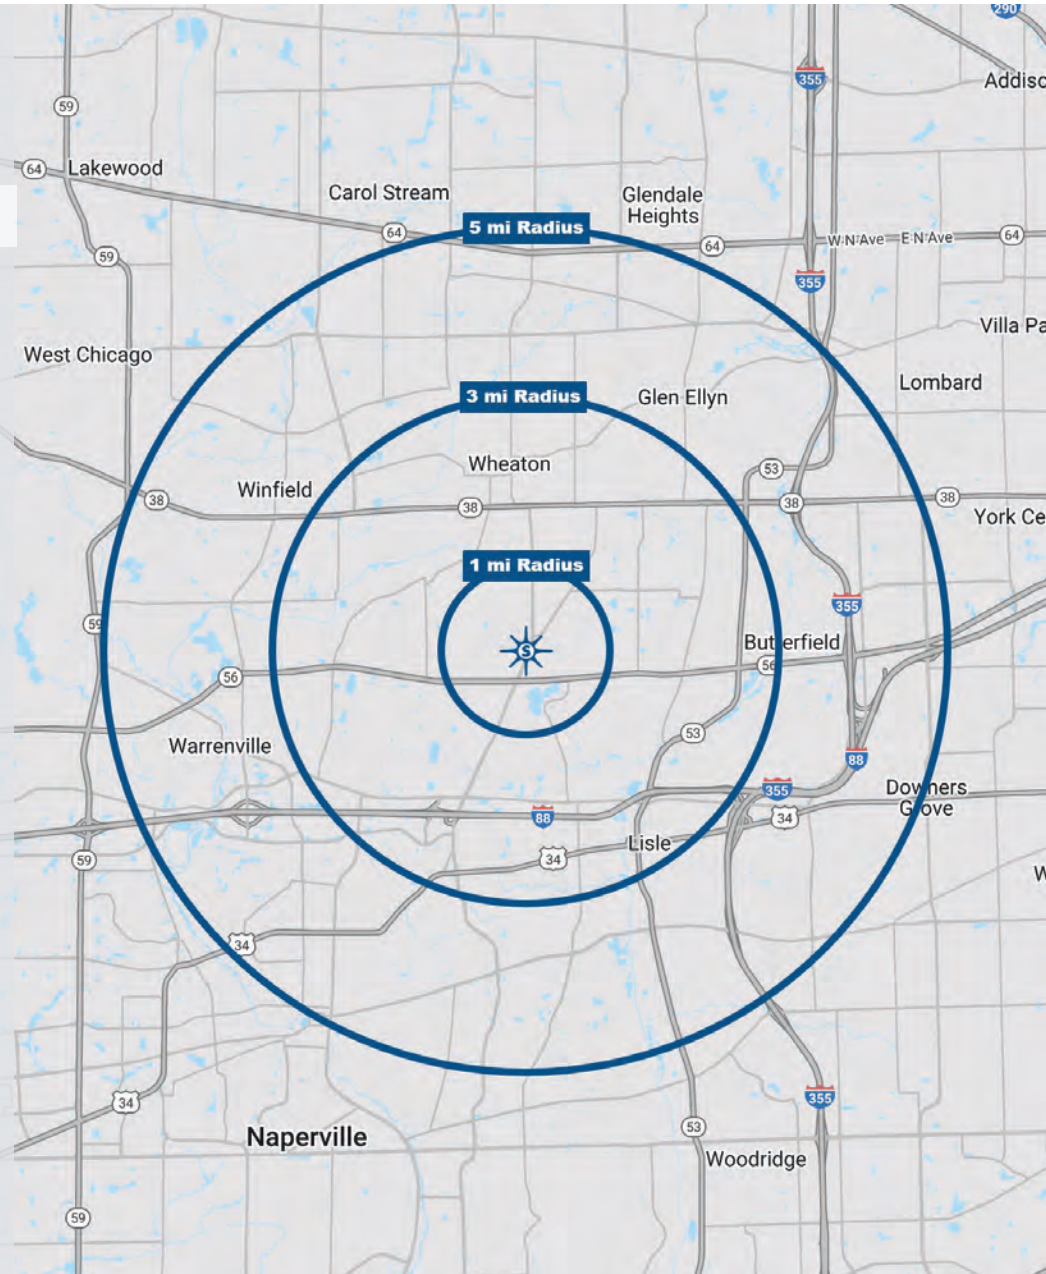 290
355
Addisc
59
64
Lakewood
Carol Stream
Glendale
Heights
5 mi Radius
64
64
W N Ave
E N Ave
64
59
355
Villa Pa
West Chicago
Lombard
3 mi Radius
Glen Ellyn
Wheaton
53
Winfield
38
38
38
38
York Ce
1 mi Radius
355
59
S
Butterfield
56
56
53
Warrenville
88
355
Downers
Grove
88
34
Lisle
34
59
W
34
355
34
53
Naperville
Woodridge
59